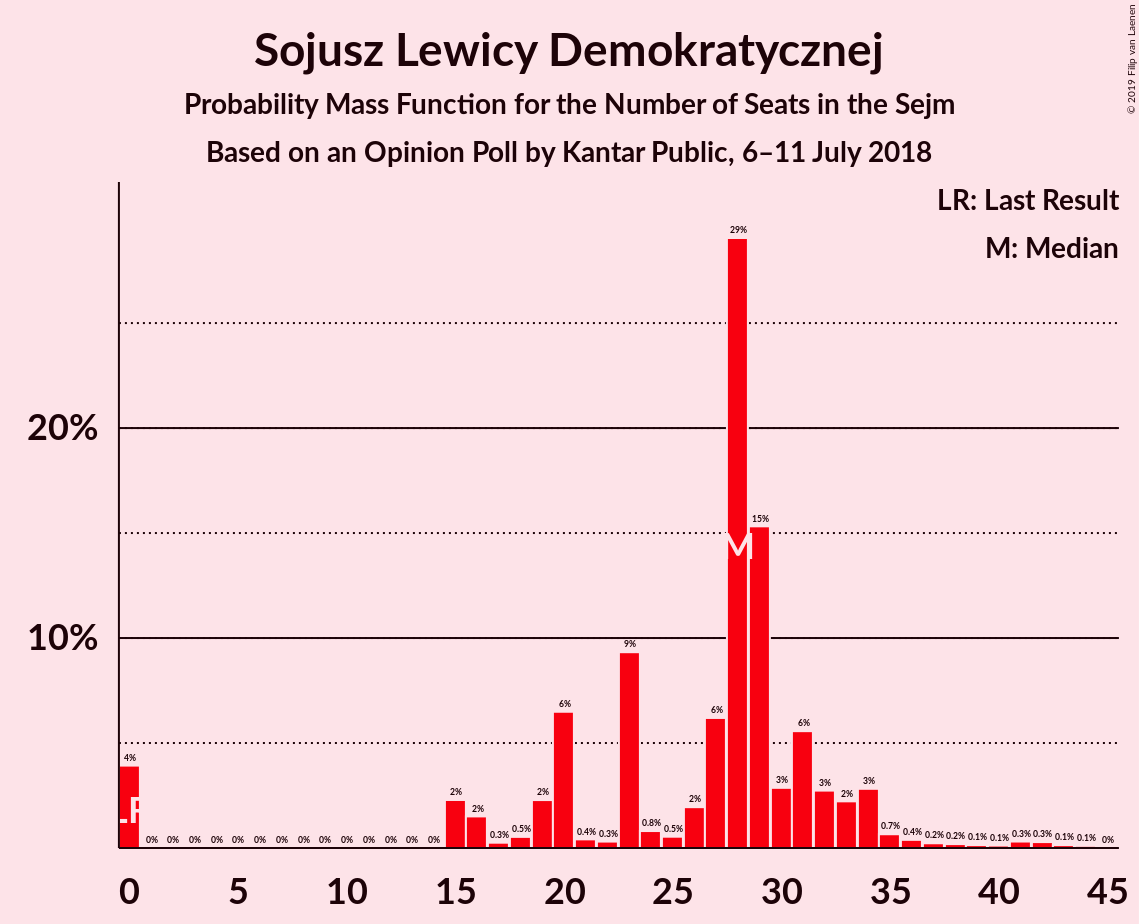 Sojusz Lewicy Demokratycznej
Probability Mass Function for the Number of Seats in the Sejm
Based on an Opinion Poll by Kantar Public, 6–11 July 2018
© 2019 Filip van Laenen
LR: Last Result
M: Median
20%
10%
4% 0% 0% 0% 0% 0% 0% 0% 0% 0% 0% 0% 0% 0% 0% 2% 2% 0.3% 0.5% 2% 6% 0.4% 0.3% 9% 0.8% 0.5% 2% 6% 29% 15% 3% 6% 3% 2% 3% 0.7% 0.4% 0.2% 0.2% 0.1% 0.1% 0.3% 0.3% 0.1% 0.1% 0%
LR
M
0 5 10 15 20 25 30 35 40 45